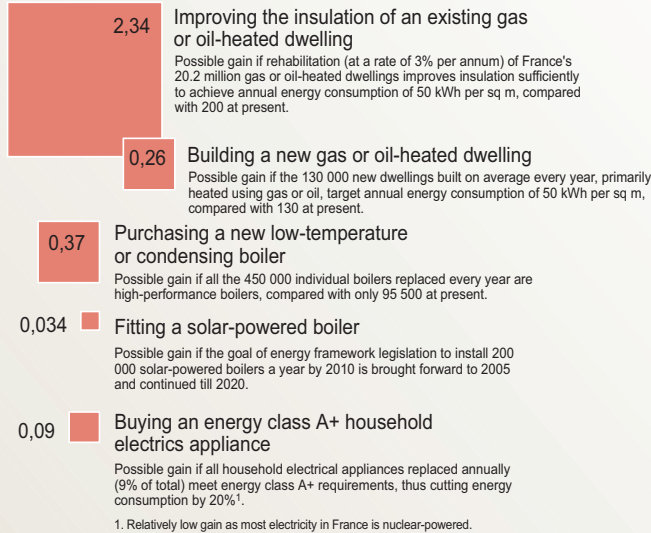 2,34
Improving the insulation of an existing gas
or oil-heated dwelling
Possible gain if rehabilitation (at a rate of 3% per annum) of France's
20.2 million gas or oil-heated dwellings improves insulation sufficiently
to achieve annual energy consumption of 50 kWh per sq m, compared
with 200 at present.
0,26
Building a new gas or oil-heated dwelling
Possible gain if the 130 000 new dwellings built on average every year, primarily
heated using gas or oil, target annual energy consumption of 50 kWh per sq m,
compared with 130 at present.
0,37
Purchasing a new low-temperature
or condensing boiler
Possible gain if all the 450 000 individual boilers replaced every year are
high-performance boilers, compared with only 95 500 at present.
0,034
Fitting a solar-powered boiler
Possible gain if the goal of energy framework legislation to install 200
000 solar-powered boilers a year by 2010 is brought forward to 2005
and continued till 2020.
0,09
Buying an energy class A+ household
electrics appliance
Possible gain if all household electrical appliances replaced annually
(9% of total) meet energy class A+ requirements, thus cutting energy
consumption by 20%¹.
1. Relatively low gain as most electricity in France is nuclear-powered.